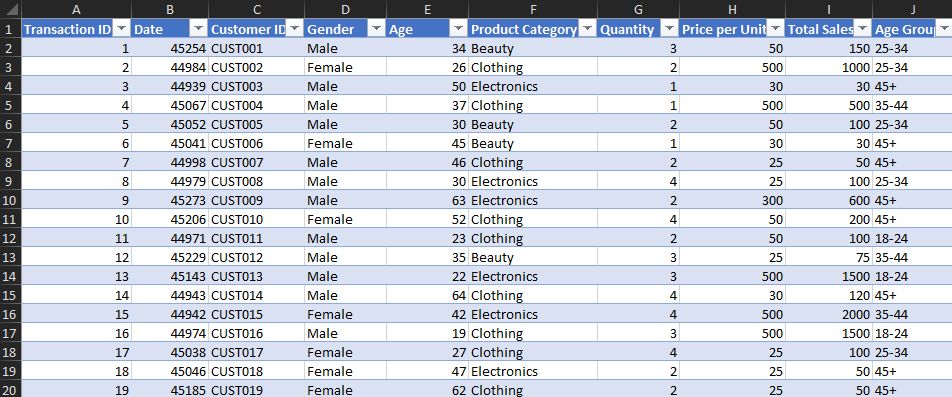 A B C D E F G H I J
1 Transaction ID Date Customer ID Gender Age Product Category Quantity Price per Unit Total Sales Age Grou
2 1 45254 CUST001 Male 34 Beauty 3 50 150 25-34
3 2 44984 CUST002 Female 26 Clothing 2 500 1000 25-34
4 3 44939 CUST003 Male 50 Electronics 1 30 30 45+
5 4 45067 CUST004 Male 37 Clothing 1 500 500 35-44
6 5 45052 CUST005 Male 30 Beauty 2 50 100 25-34
7 6 45041 CUST006 Female 45 Beauty 1 30 30 45+
8 7 44998 CUST007 Male 46 Clothing 2 25 50 45+
9 8 44979 CUST008 Male 30 Electronics 4 25 100 25-34
10 9 45273 CUST009 Male 63 Electronics 2 300 600 45+
11 10 45206 CUST010 Female 52 Clothing 4 50 200 45+
12 11 44971 CUST011 Male 23 Clothing 2 50 100 18-24
13 12 45229 CUST012 Male 35 Beauty 3 25 75 35-44
14 13 45143 CUST013 Male 22 Electronics 3 500 1500 18-24
15 14 44943 CUST014 Male 64 Clothing 4 30 120 45+
16 15 44942 CUST015 Female 42 Electronics 4 500 2000 35-44
17 16 44974 CUST016 Male 19 Clothing 3 500 1500 18-24
18 17 45038 CUST017 Female 27 Clothing 4 25 100 25-34
19 18 45046 CUST018 Female 47 Electronics 2 25 50 45+
20 19 45185 CUST019 Female 62 Clothing 2 25 50 45+